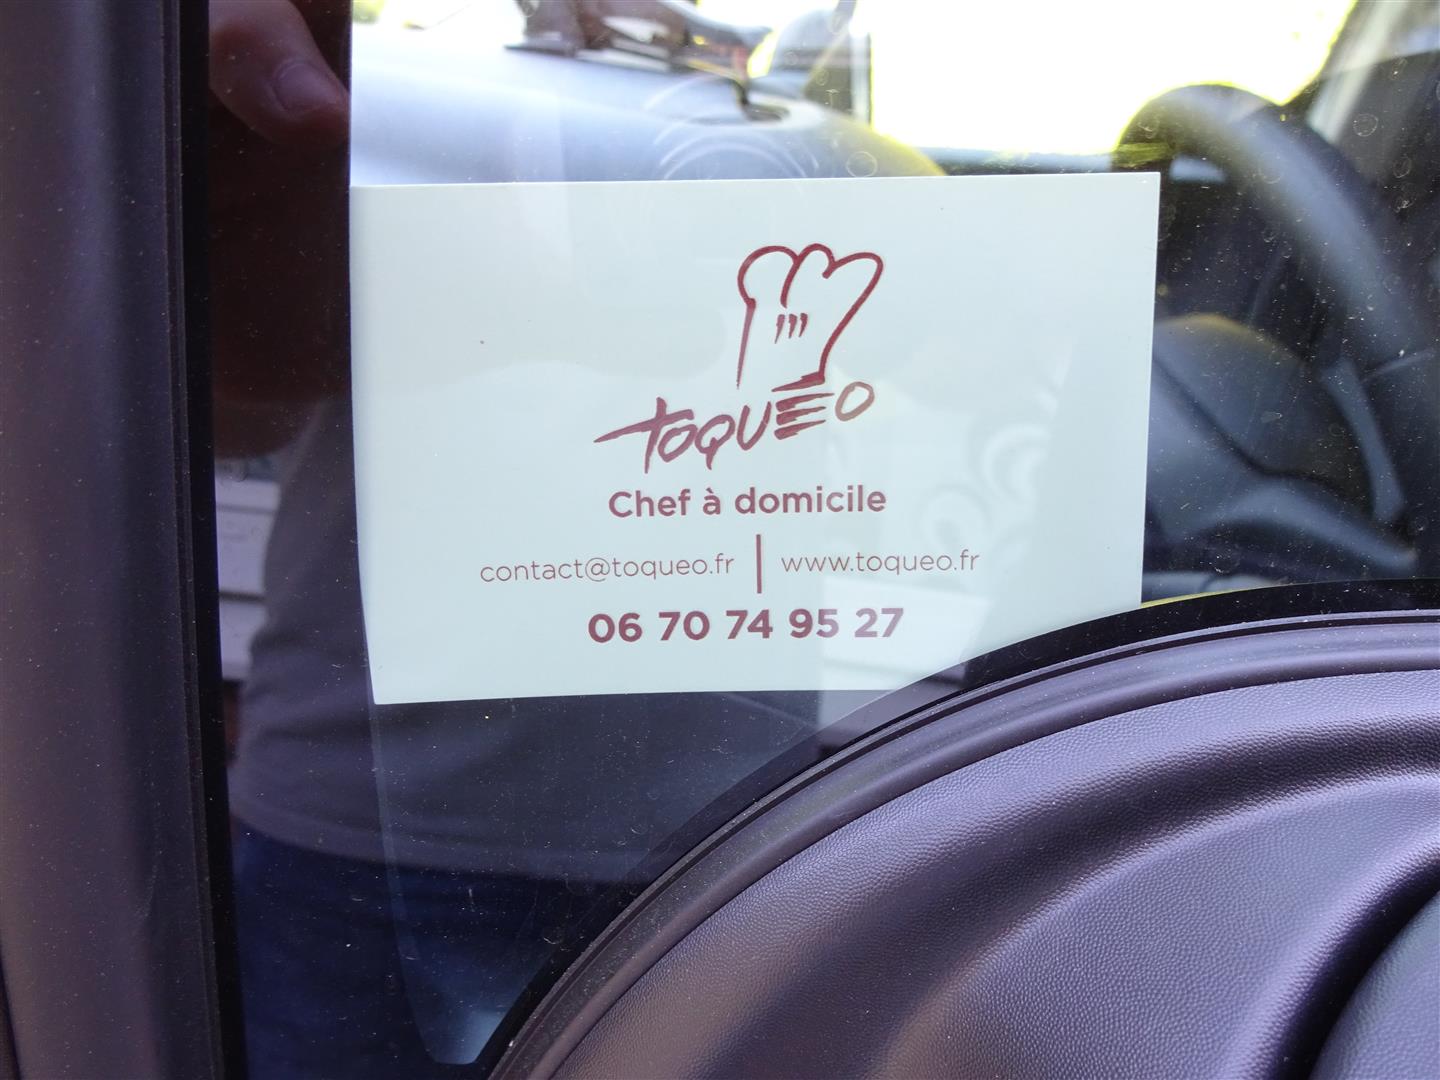 TOQUEO
Chef à domicile
contact@toqueo.fr | www.toqueo.fr
06 70 74 95 27